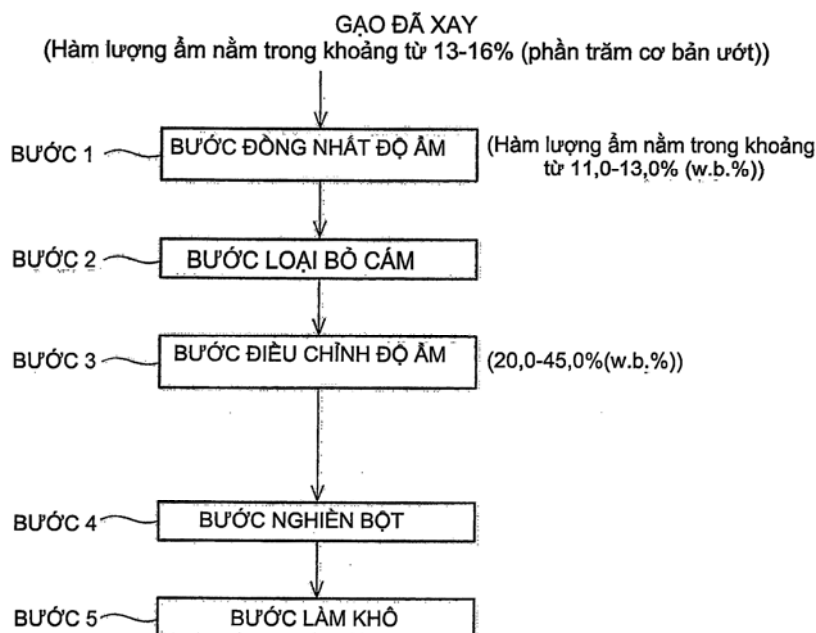 GẠO ĐÃ XAY
(Hàm lượng ẩm nằm trong khoảng từ 13-16% (phần trăm cơ bản ướt))
BƯỚC 1
BƯỚC ĐỒNG NHẤT ĐỘ ẨM
(Hàm lượng ẩm nằm trong khoảng
từ 11,0-13,0% (w.b.%))
BƯỚC 2
BƯỚC LOẠI BỎ CÁM
BƯỚC 3
BƯỚC ĐIỀU CHỈNH ĐỘ ẨM
(20,0-45,0%(w.b.%))
BƯỚC 4
BƯỚC NGHIỀN BỘT
BƯỚC 5
BƯỚC LÀM KHÔ